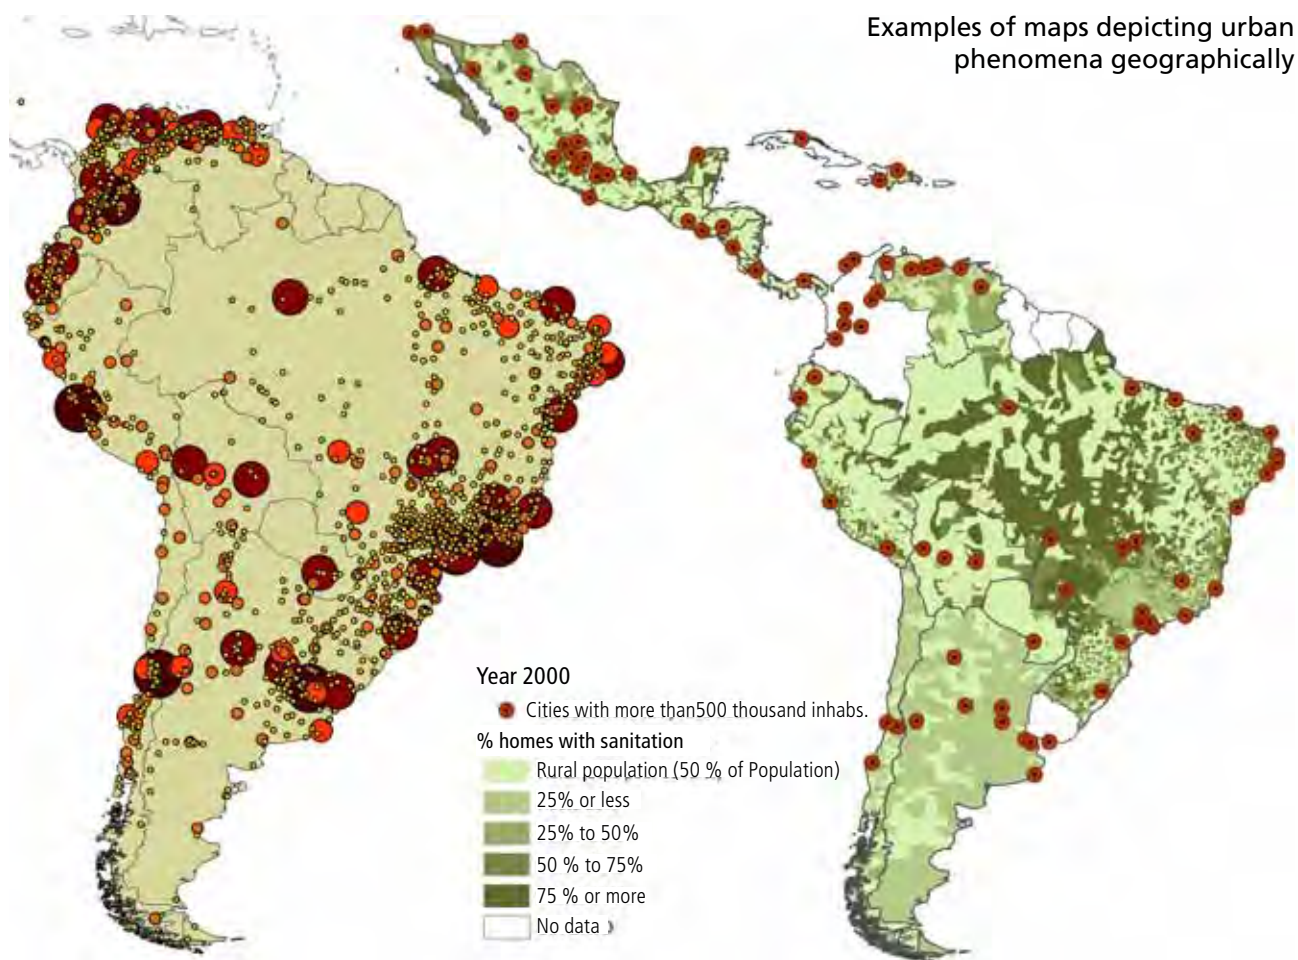 Examples of maps depicting urban
phenomena geographically
Year 2000
Cities with more than500 thousand inhabs.
% homes with sanitation
Rural population (50 % of Population)
25% or less
25% to 50%
50 % to 75%
75 % or more
No data